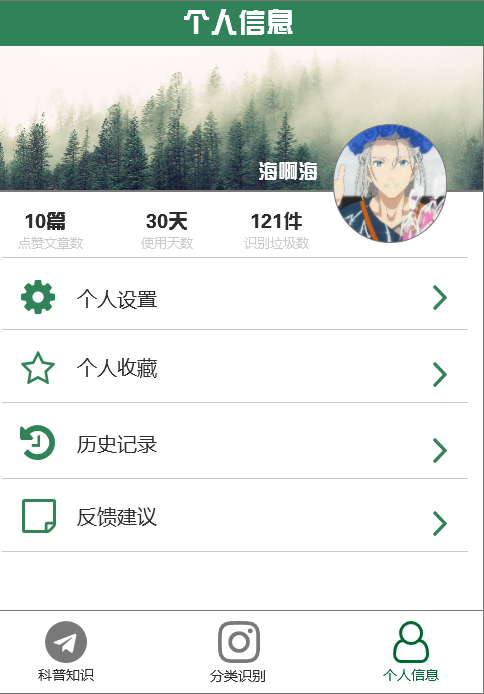 个人信息
海啊海
10篇 30天 121件
点赞文章数 使用天数 识别垃圾数
个人设置
个人收藏
历史记录
反馈建议
科普知识 分类识别 个人信息